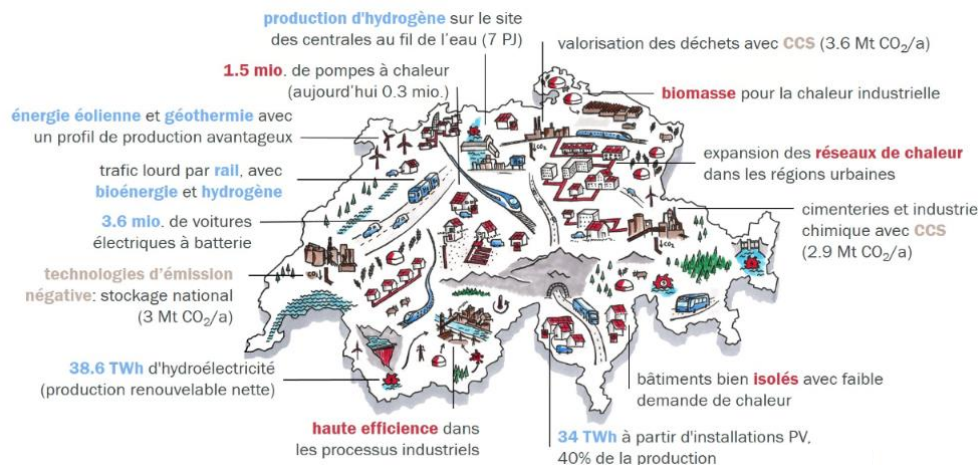 production d'hydrogène sur le site
des centrales au fil de l'eau (7 PJ)
valorisation des déchets avec CCS (3.6 Mt CO₂/a)
1.5 mio. de pompes à chaleur
(aujourd'hui 0.3 mio.)
biomasse pour la chaleur industrielle
énergie éolienne et géothermie avec
un profil de production avantageux
expansion des réseaux de chaleur
dans les régions urbaines
trafic lourd par rail, avec
bioénergie et hydrogène
3.6 mio. de voitures
électriques à batterie
cimenteries et industrie
chimique avec CCS
(2.9 Mt CO₂/a)
technologies d'émission
négative: stockage national
(3 Mt CO₂/a)
38.6 TWh d'hydroélectricité
(production renouvelable nette)
bâtiments bien isolés avec faible
demande de chaleur
haute efficience dans
les processus industriels
34 TWh à partir d'installations PV,
40% de la production